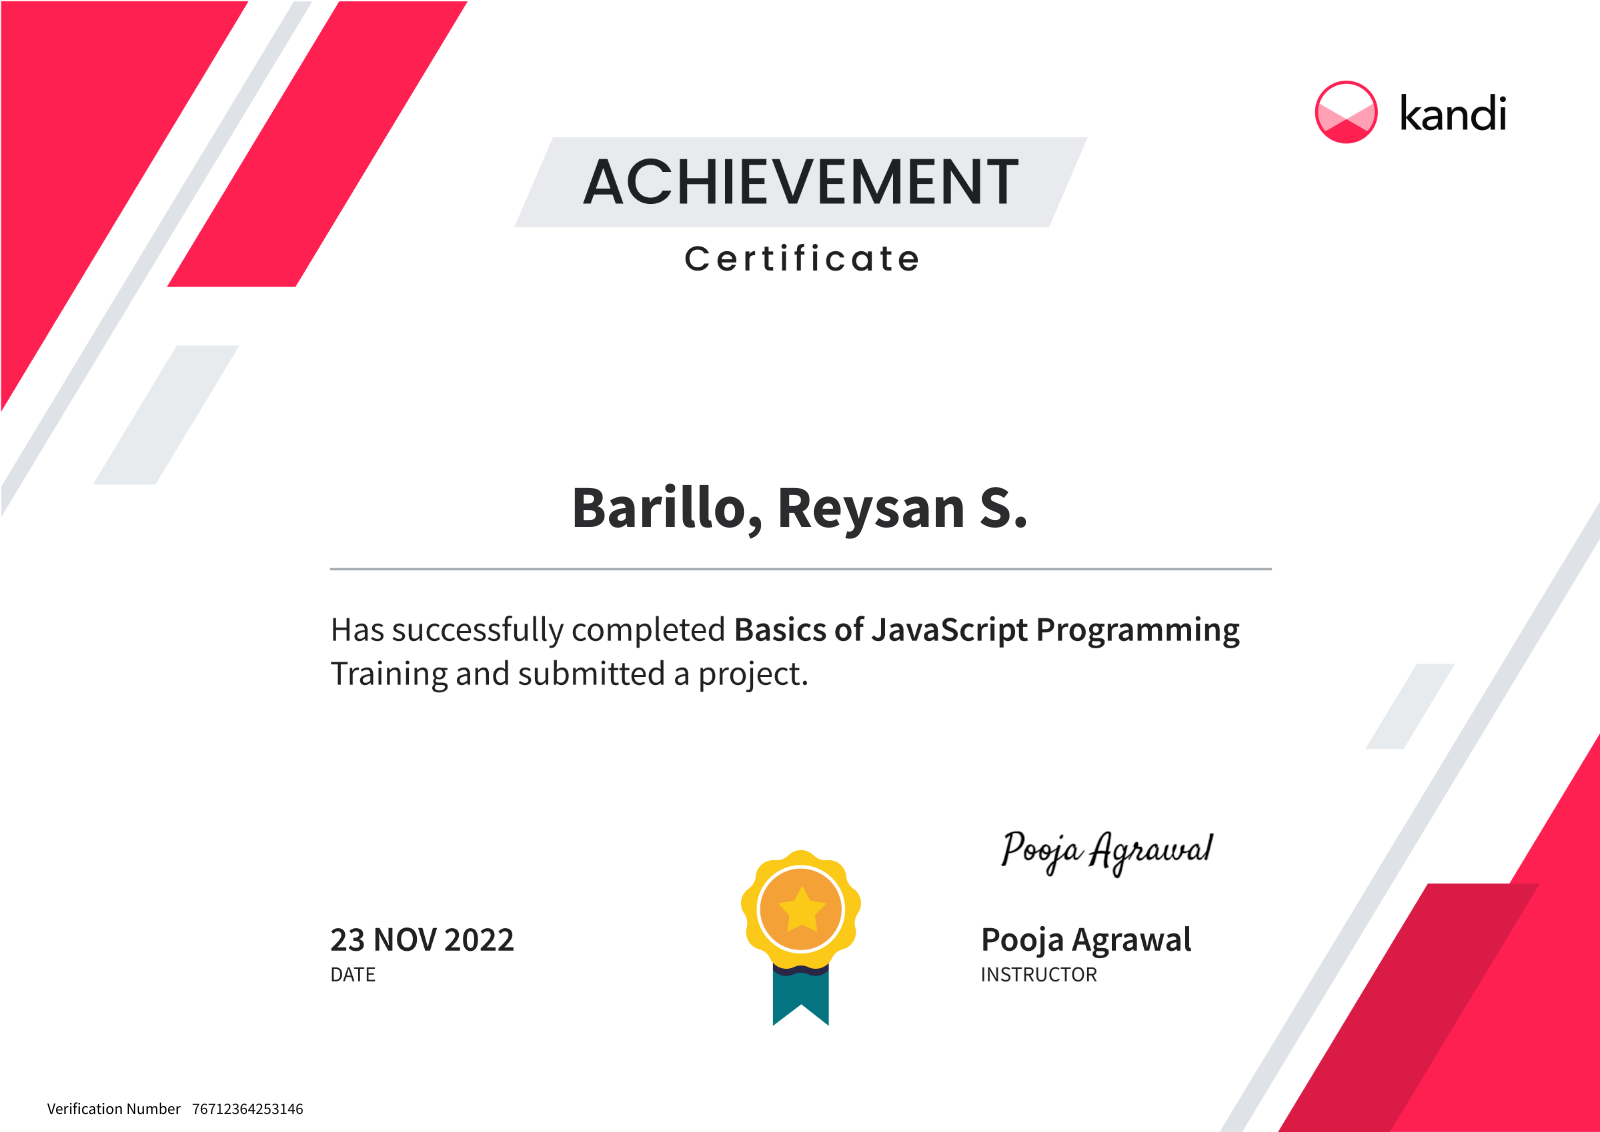 kandi
ACHIEVEMENT
Certificate
Barillo, Reysan S.
Has successfully completed Basics of JavaScript Programming
Training and submitted a project.
Pooja Agrawal
23 NOV 2022
DATE
Pooja Agrawal
INSTRUCTOR
Verification Number 76712364253146